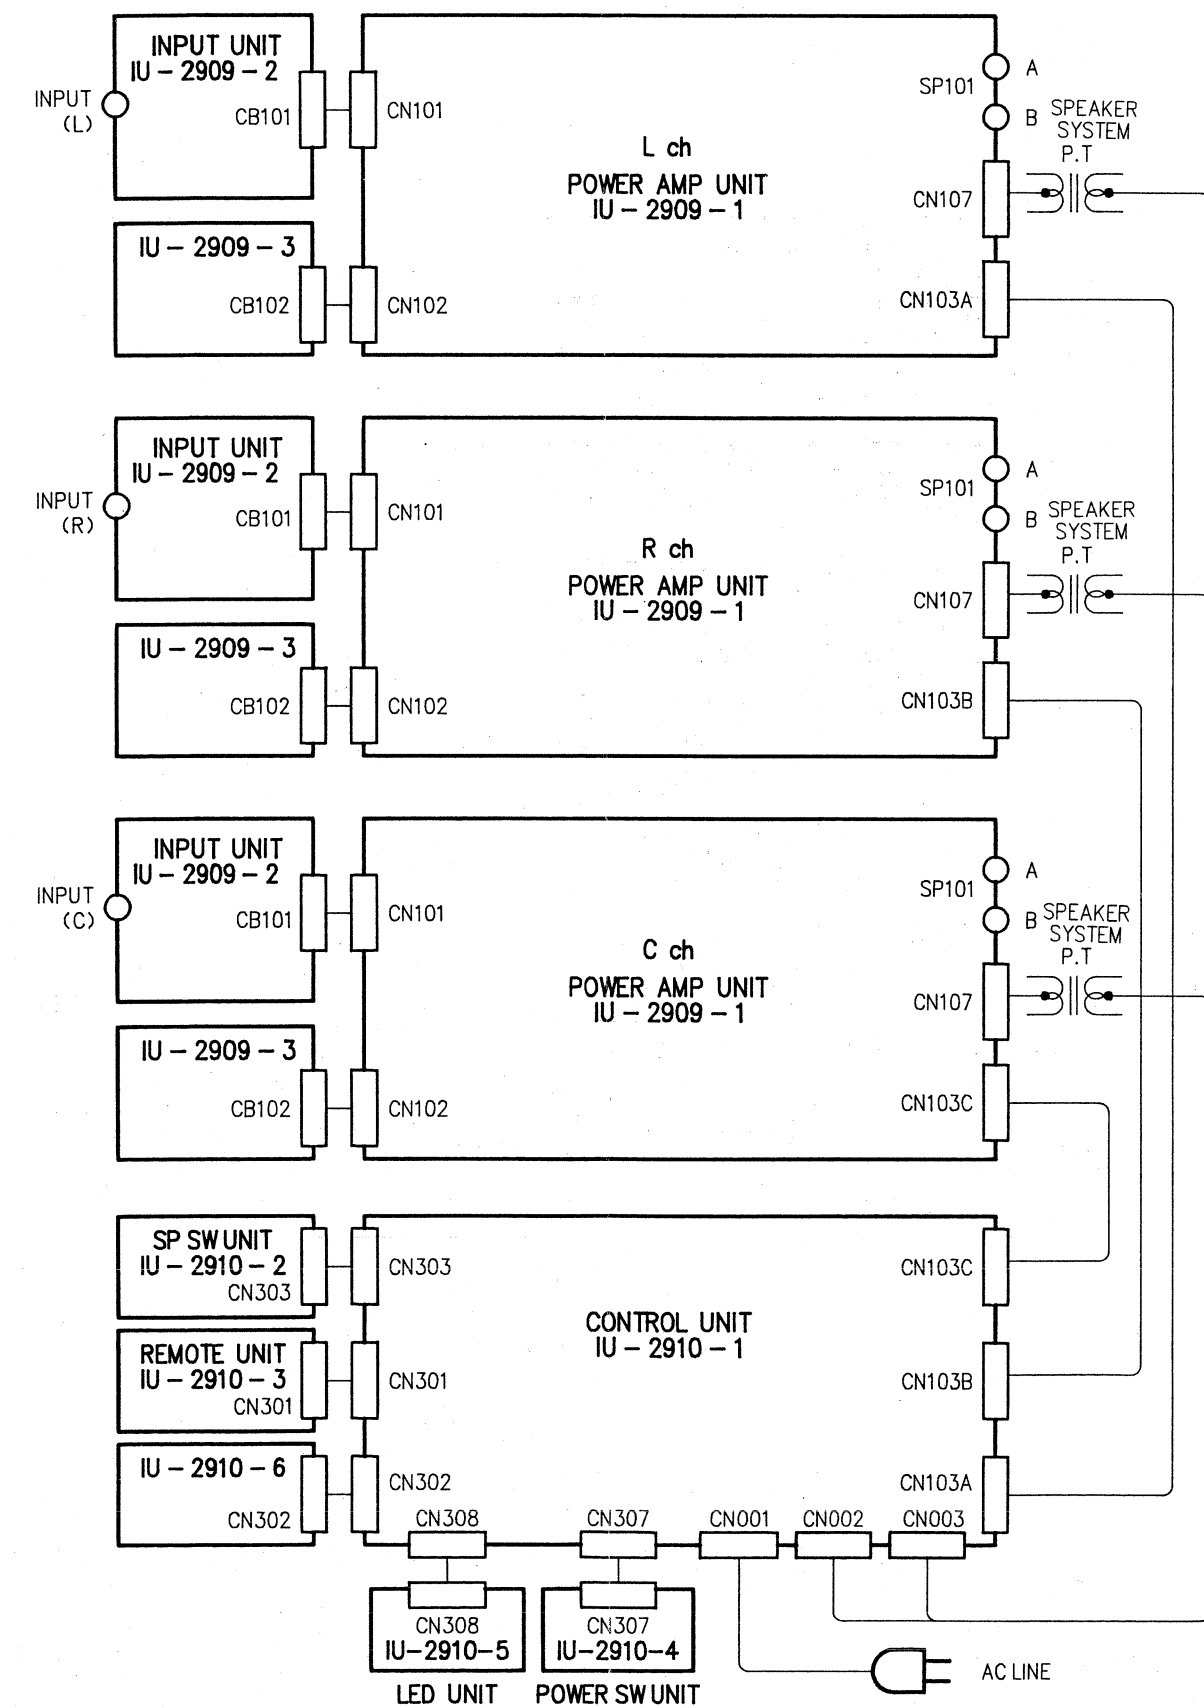 INPUT UNIT
IU-2909-2
INPUT
(L)
CB101
CN101
L ch
POWER AMP UNIT
IU-2909-1
SP101
A
B
SPEAKER
SYSTEM
P.T
CN107
IU-2909-3
CB102
CN102
CN103A
INPUT UNIT
IU-2909-2
INPUT
(R)
CB101
CN101
R ch
POWER AMP UNIT
IU-2909-1
SP101
A
B
SPEAKER
SYSTEM
P.T
CN107
IU-2909-3
CB102
CN102
CN103B
INPUT UNIT
IU-2909-2
INPUT
(C)
CB101
CN101
C ch
POWER AMP UNIT
IU-2909-1
SP101
A
B
SPEAKER
SYSTEM
P.T
CN107
IU-2909-3
CB102
CN102
CN103C
SP SW UNIT
IU-2910-2
CN303
CN303
CONTROL UNIT
IU-2910-1
CN103C
REMOTE UNIT
IU-2910-3
CN301
CN301
CN103B
IU-2910-6
CN302
CN302
CN103A
CN308
CN307
CN001
CN002
CN003
CN308
IU-2910-5
LED UNIT
CN307
IU-2910-4
POWER SW UNIT
AC LINE